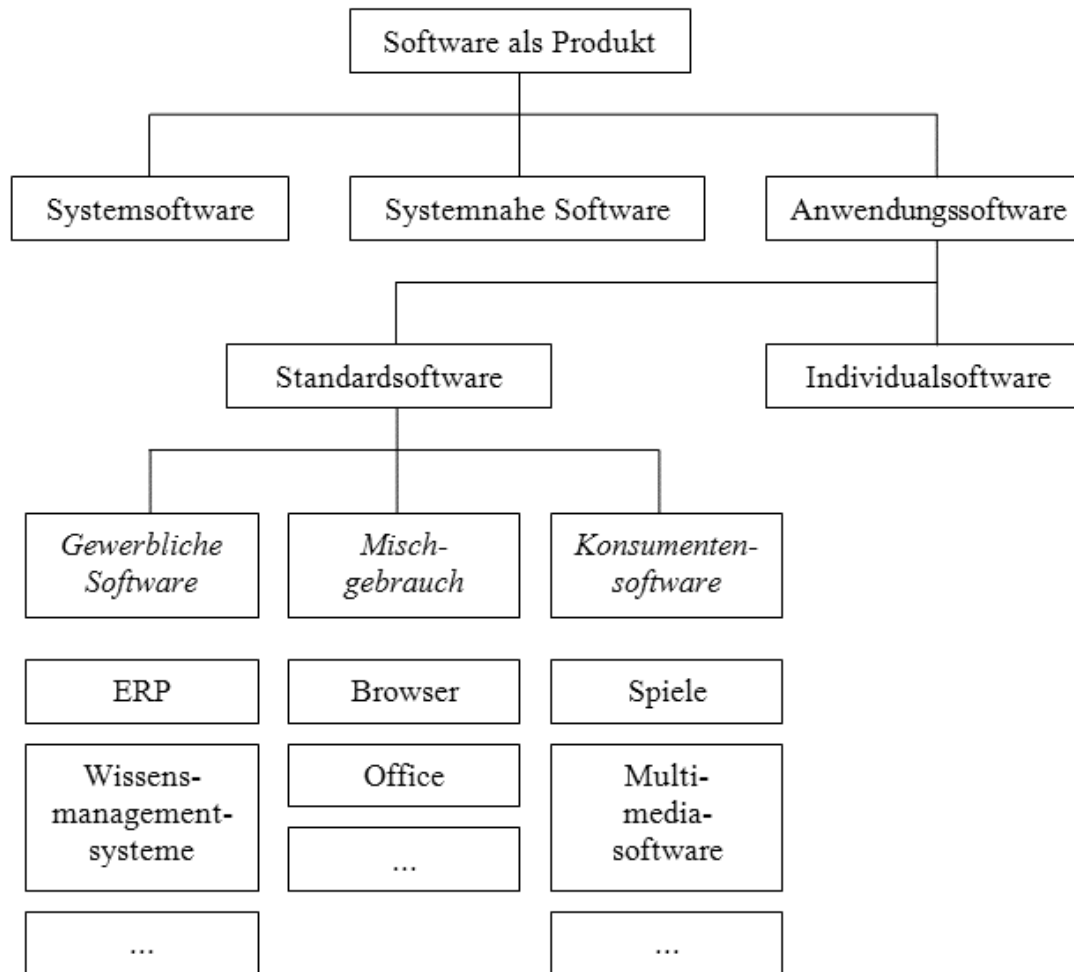 Software als Produkt
Systemsoftware
Systemnahe Software
Anwendungssoftware
Standardsoftware
Individualsoftware
Gewerbliche
Software
Misch-
gebrauch
Konsumenten-
software
ERP
Browser
Spiele
Wissens-
management-
systeme
Office
...
Multi-
media-
software
...
...